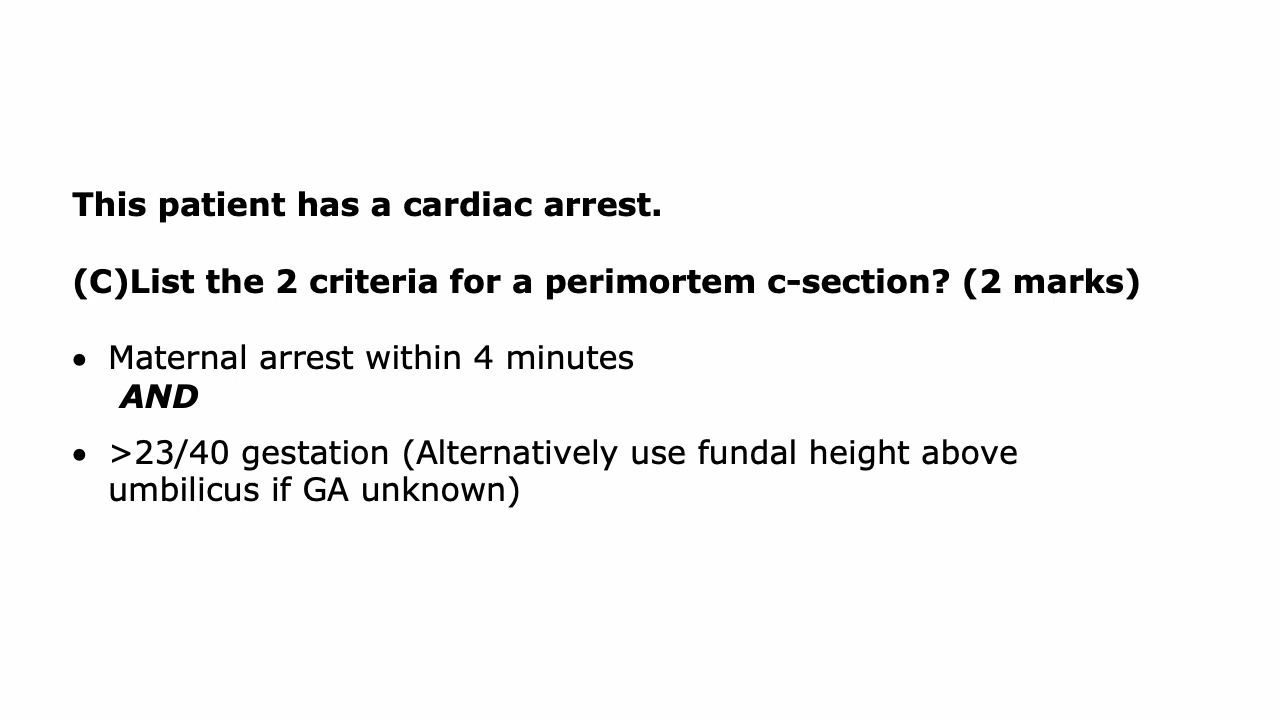 This patient has a cardiac arrest.
(C)List the 2 criteria for a perimortem c-section? (2 marks)
• Maternal arrest within 4 minutes
AND
• >23/40 gestation (Alternatively use fundal height above
umbilicus if GA unknown)